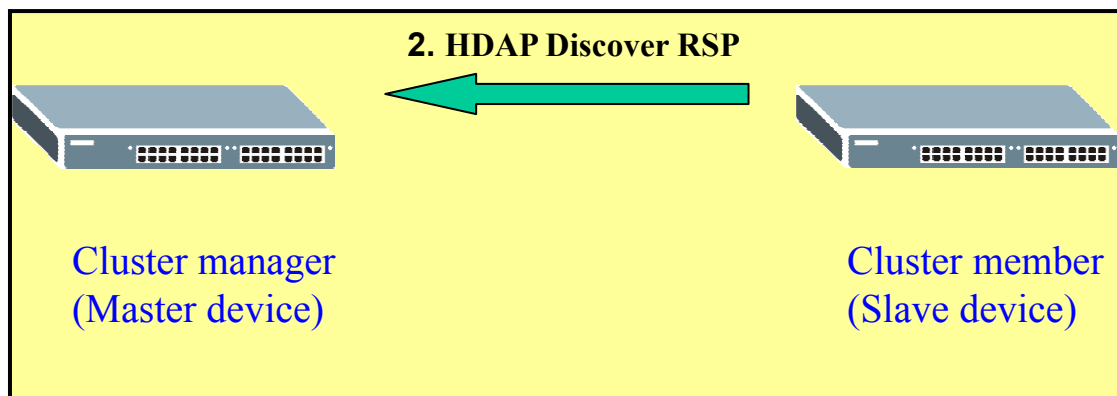 2. HDAP Discover RSP
Cluster manager
(Master device)
Cluster member
(Slave device)